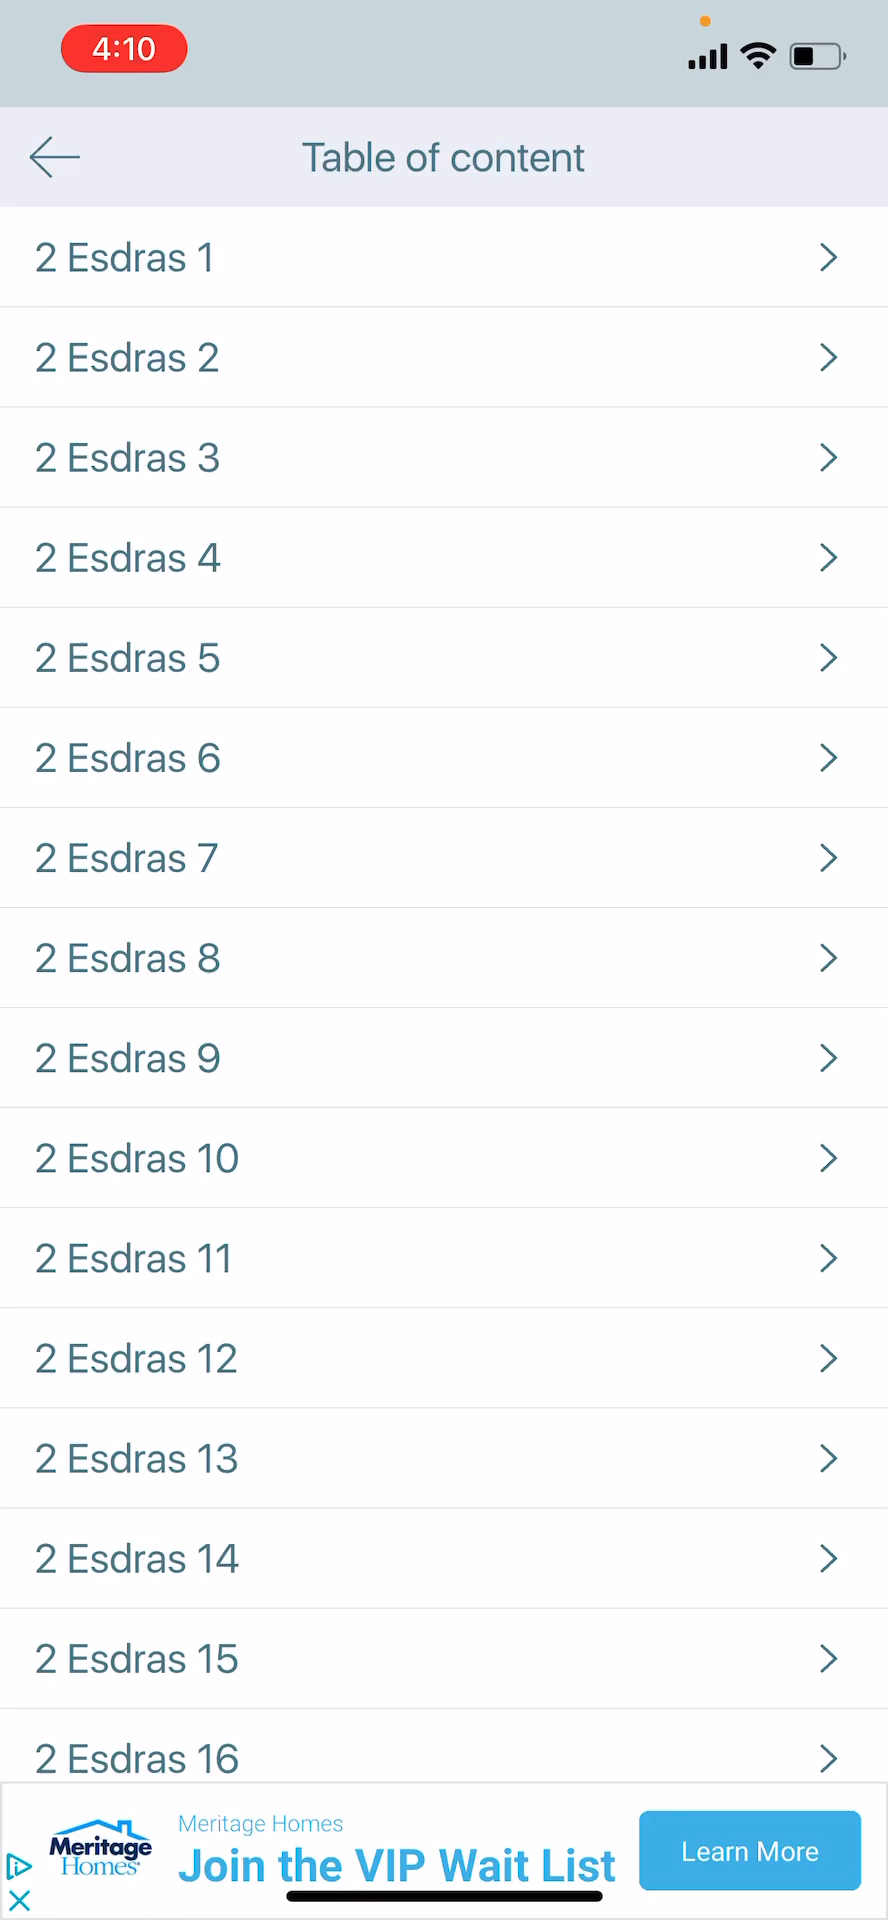 4:10
Table of content
2 Esdras 1
2 Esdras 2
2 Esdras 3
2 Esdras 4
2 Esdras 5
2 Esdras 6
2 Esdras 7
2 Esdras 8
2 Esdras 9
2 Esdras 10
2 Esdras 11
2 Esdras 12
2 Esdras 13
2 Esdras 14
2 Esdras 15
2 Esdras 16
Meritage Homes
Meritage Homes
Join the VIP Wait List
Learn More